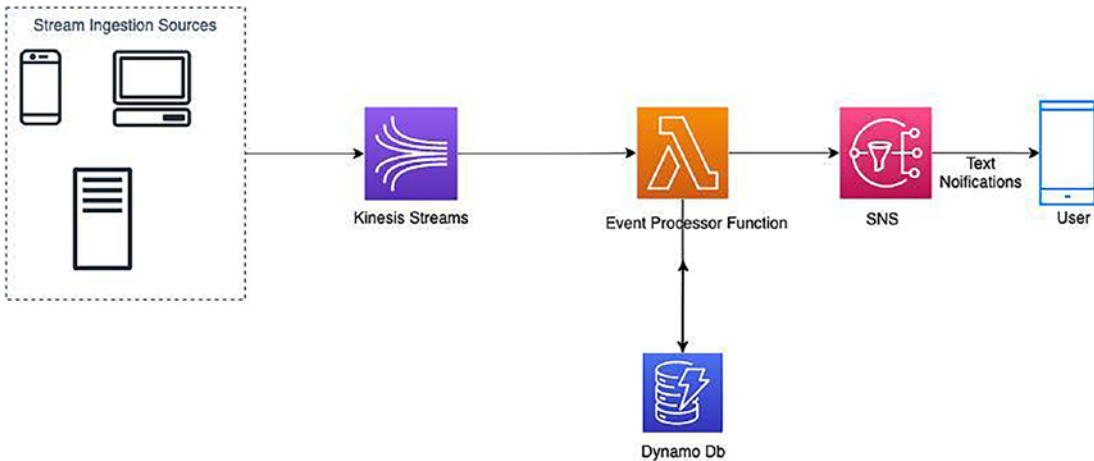 Stream Ingestion Sources
Kinesis Streams
Event Processor Function
SNS
Text
Noifications
User
Dynamo Db